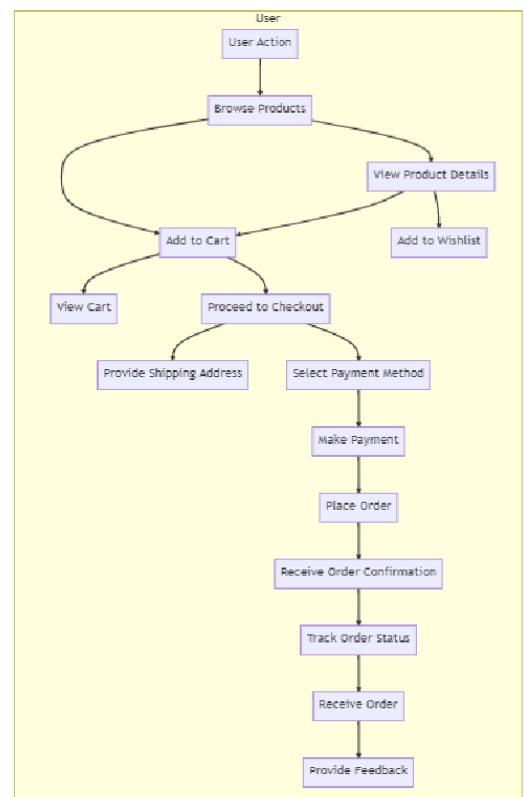 User
User Action
Browse Products
View Product Details
Add to Cart
Add to Wishlist
View Cart
Proceed to Checkout
Provide Shipping Address
Select Payment Method
Make Payment
Place Order
Receive Order Confirmation
Track Order Status
Receive Order
Provide Feedback